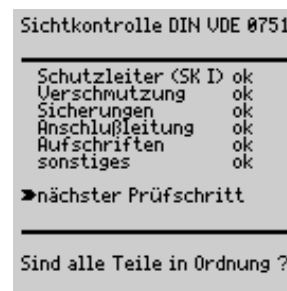 Sichtkontrolle DIN VDE 0751
Schutzleiter (SK I) ok
Verschmutzung ok
Sicherungen ok
Anschlußleitung ok
Aufschriften ok
sonstiges ok
➤nächster Prüfschritt
Sind alle Teile in Ordnung ?